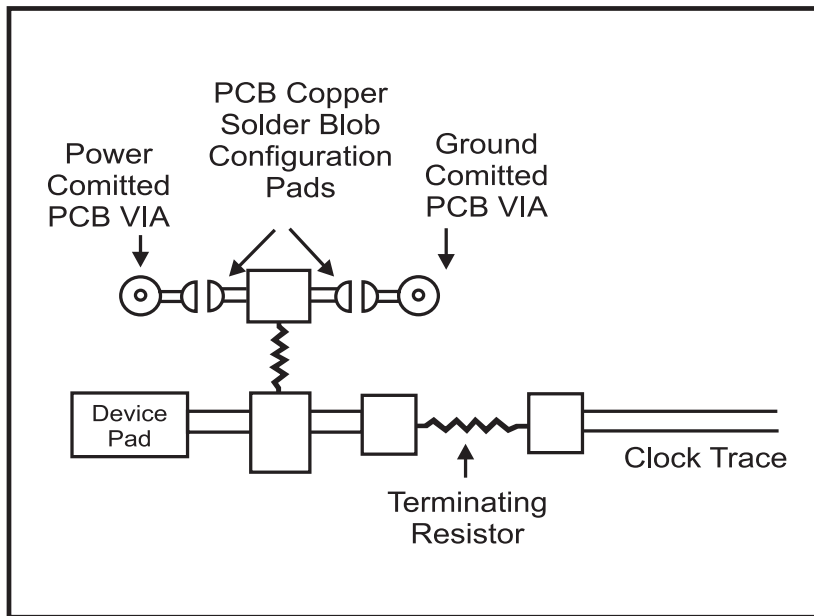 PCB Copper
Solder Blob
Configuration
Pads
Power
Comitted
PCB VIA
Ground
Comitted
PCB VIA
Device
Pad
Clock Trace
Terminating
Resistor